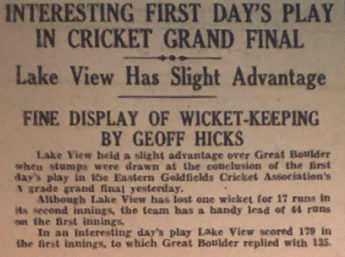 INTERESTING FIRST DAY'S PLAY
IN CRICKET GRAND FINAL
Lake View Has Slight Advantage
FINE DISPLAY OF WICKET-KEEPING
BY GEOFF HICKS
Lake View held a slight advantage over Great Boulder
when stumps were drawn at the conclusion of the first
day's play in the Eastern Goldfields Cricket Association's
A grade grand final yesterday.
Although Lake View has lost one wicket for 17 runs in
its second innings, the team has a handy lead of 44 runs
on the first innings.
In an interesting day's play Lake View scored 179 in
the first innings, to which Great Boulder replied with 135.